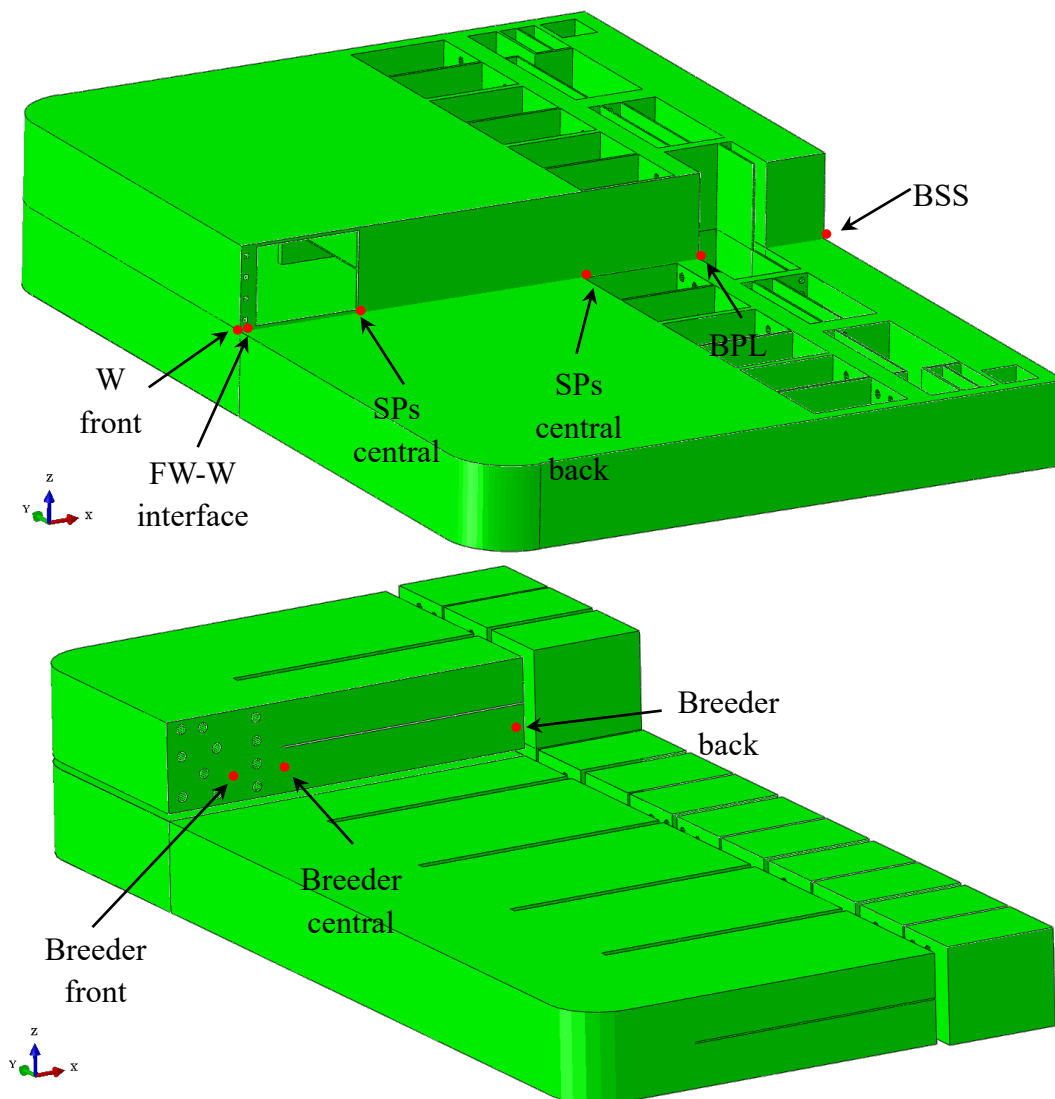 BSS
BPL
W
front
SPs
central
SPs
central
back
FW-W
interface
z
Y
x
Breeder
back
Breeder
central
Breeder
front
z
Y
x